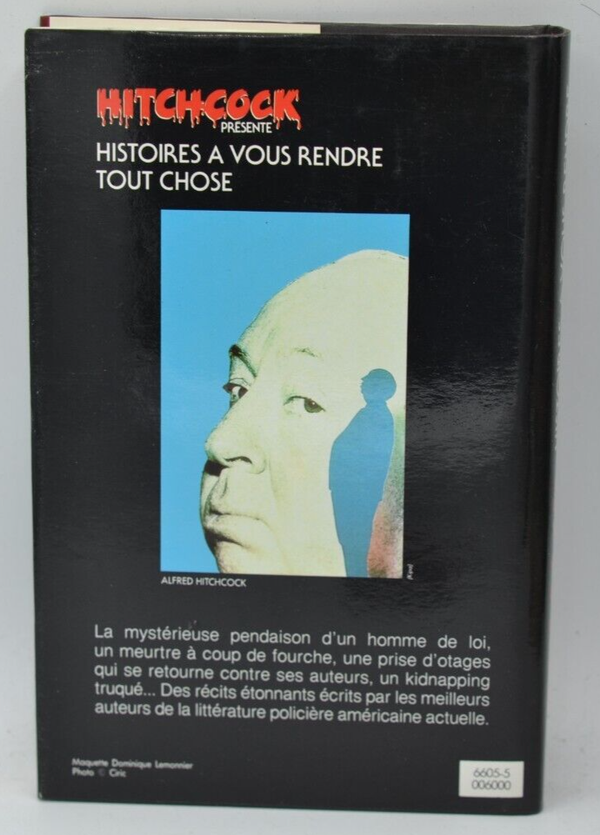 HITCHCOCK
PRÉSENTE
HISTOIRES A VOUS RENDRE
TOUT CHOSE
ALFRED HITCHCOCK
La mystérieuse pendaison d'un homme de loi,
un meurtre à coup de fourche, une prise d'otages
qui se retourne contre ses auteurs, un kidnapping
truqué... Des récits étonnants écrits par les meilleurs
auteurs de la littérature policière américaine actuelle.
Maquette Dominique Lemonnier
Photo © Ciric
6605-5
006000